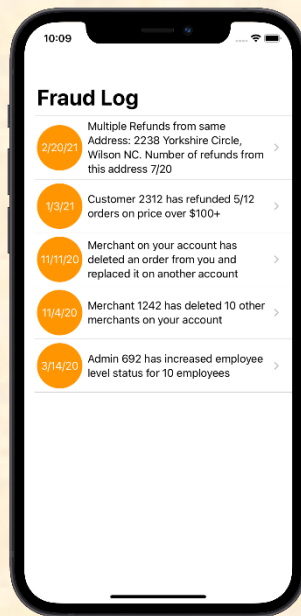 10:09
Fraud Log
2/20/21
Multiple Refunds from same
Address: 2238 Yorkshire Circle,
Wilson NC. Number of refunds from
this address 7/20
1/3/21
Customer 2312 has refunded 5/12
orders on price over $100+
11/11/20
Merchant on your account has
deleted an order from you and
replaced it on another account
11/4/20
Merchant 1242 has deleted 10 other
merchants on your account
3/14/20
Admin 692 has increased employee
level status for 10 employees